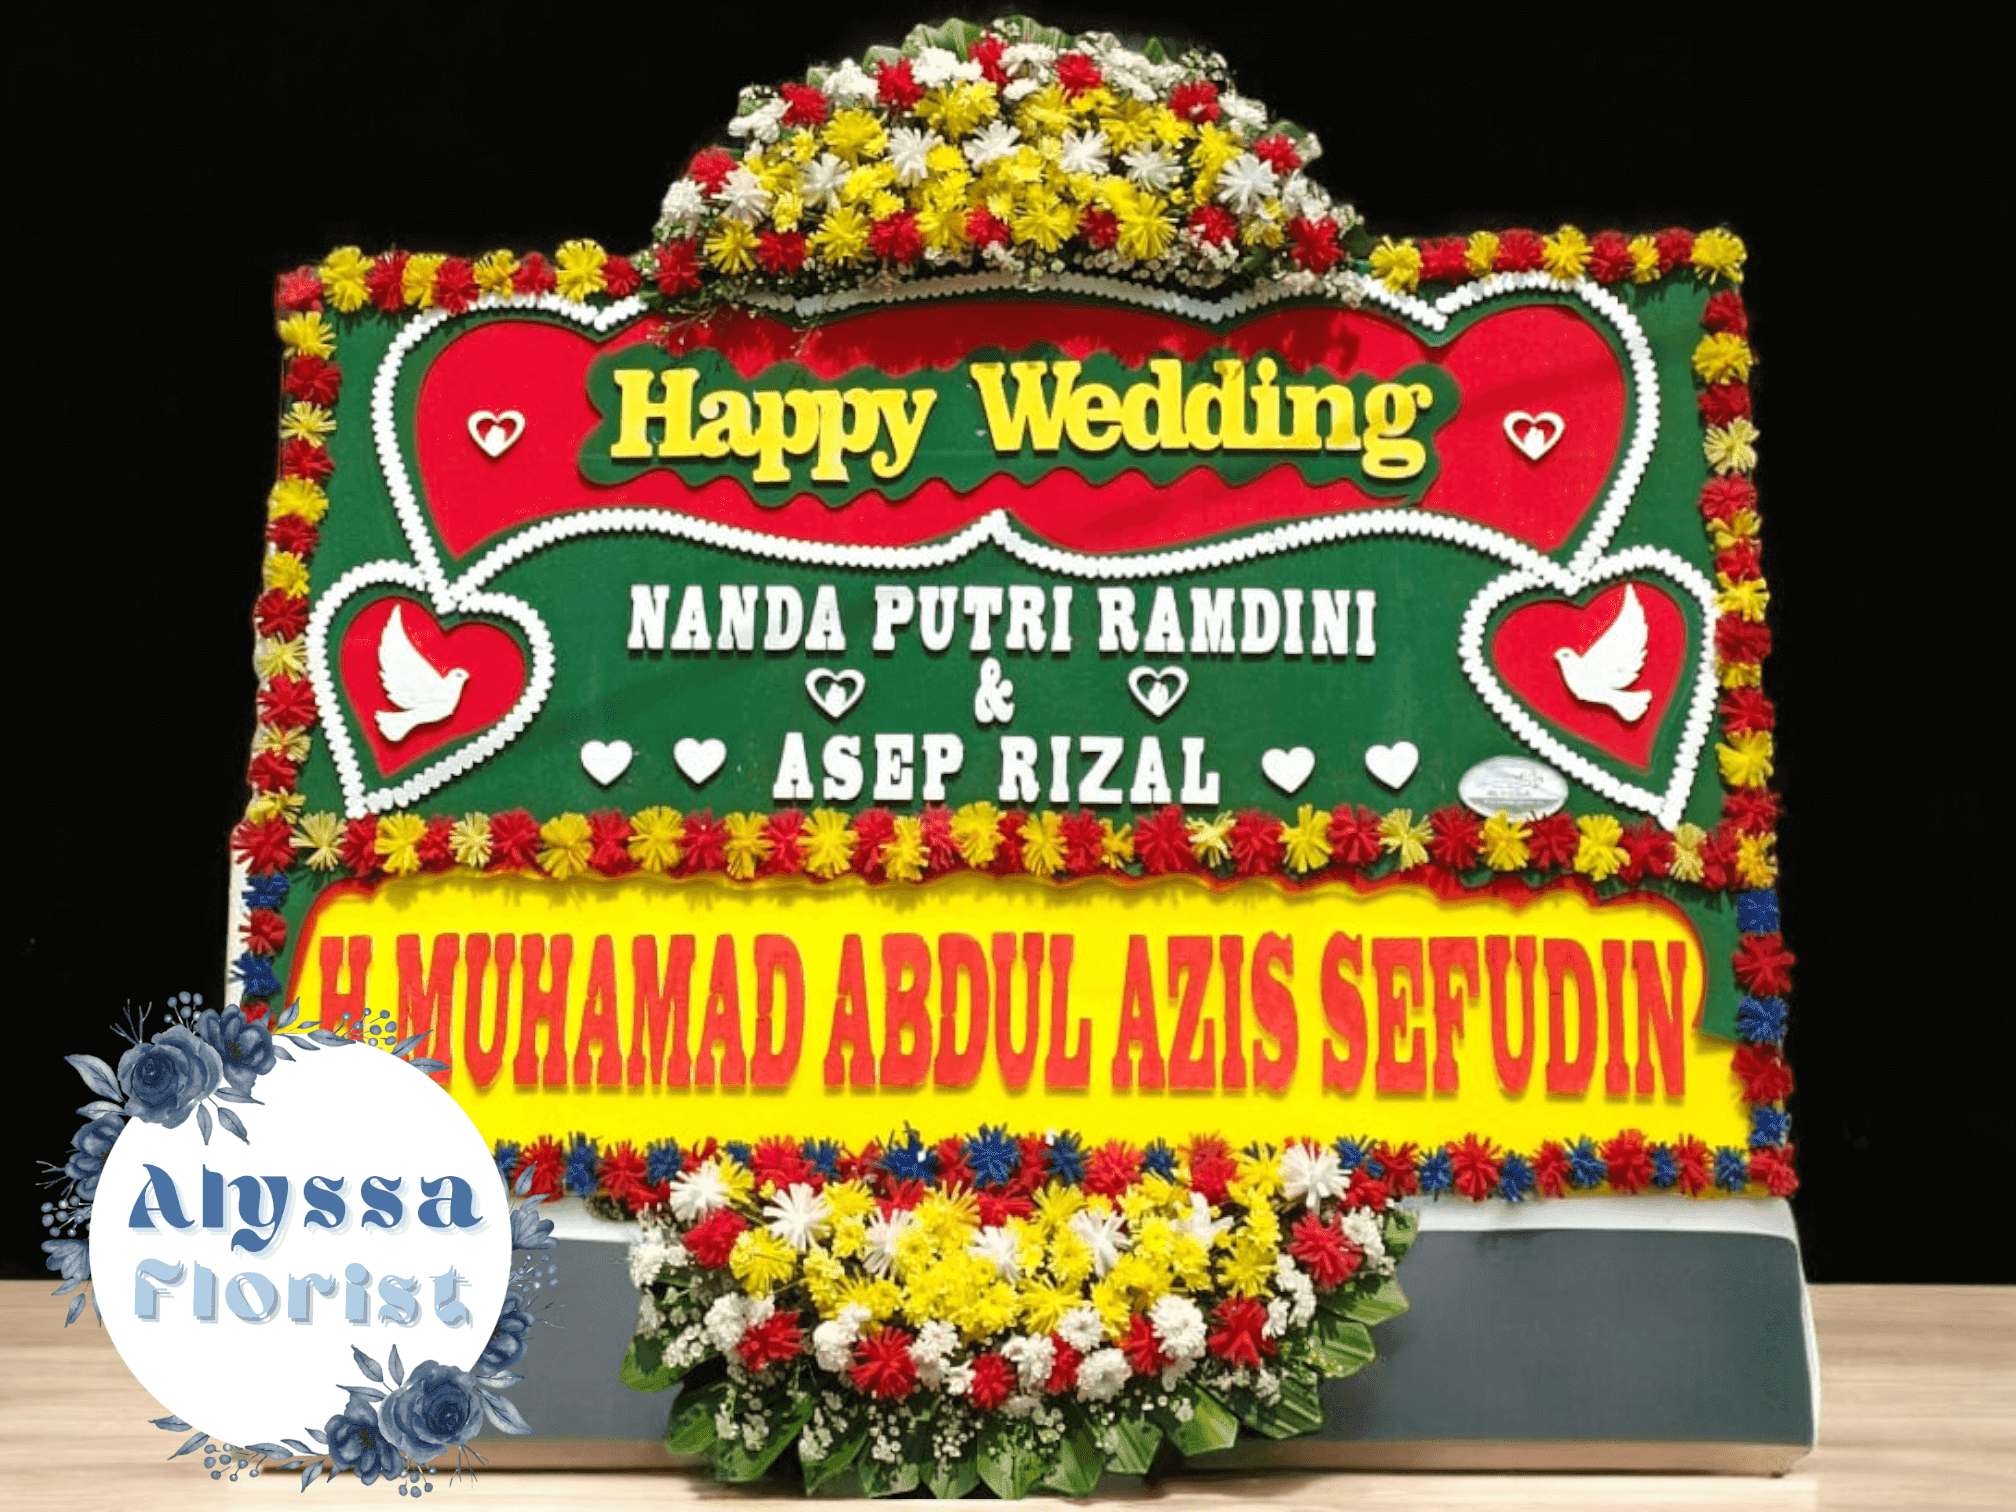 Happy Wedding
NANDA PUTRI RAMDINI
&
ASEP RIZAL
H.MUHAMAD ABDUL AZIS SEFUDIN
Alyssa
Florist